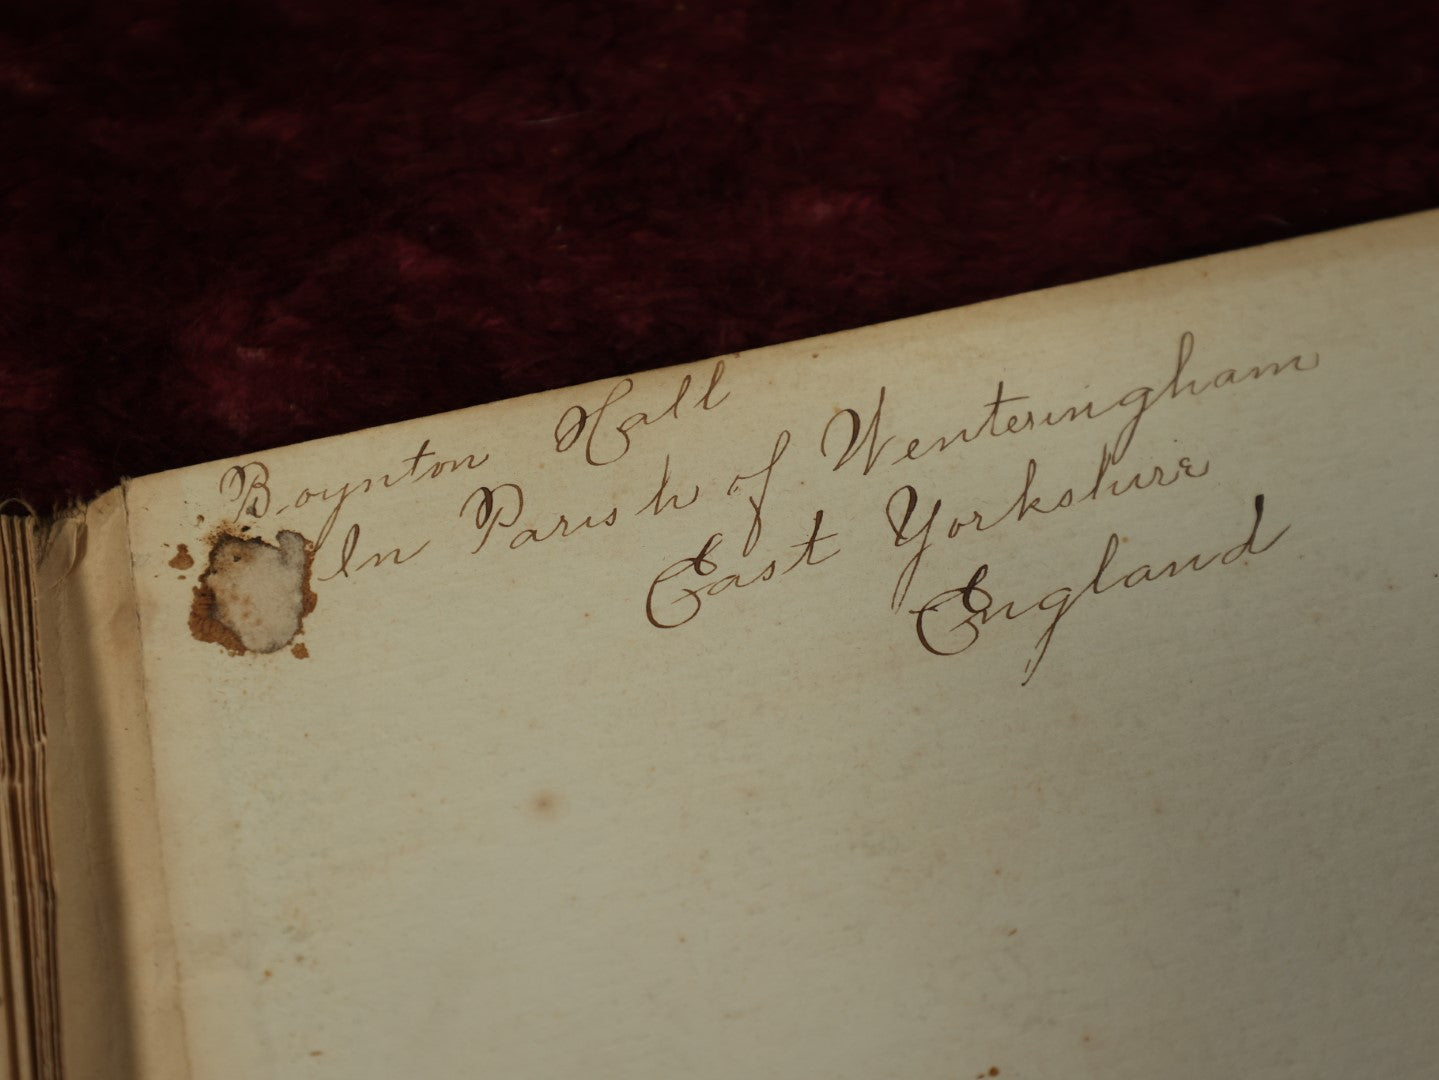 Boynton Hall
In Parish of Wenteringham
East Yorkshire
England